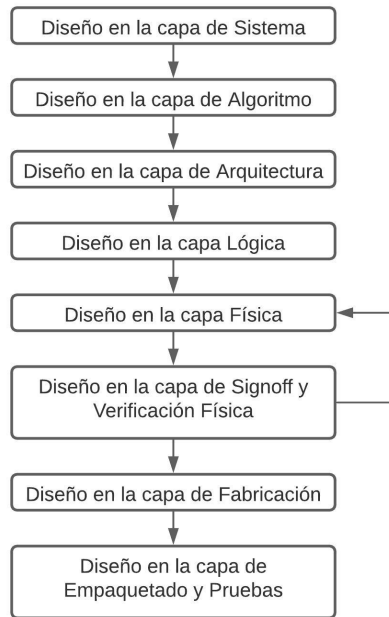 Diseño en la capa de Sistema
Diseño en la capa de Algoritmo
Diseño en la capa de Arquitectura
Diseño en la capa Lógica
Diseño en la capa Física
Diseño en la capa de Signoff y
Verificación Física
Diseño en la capa de Fabricación
Diseño en la capa de
Empaquetado y Pruebas